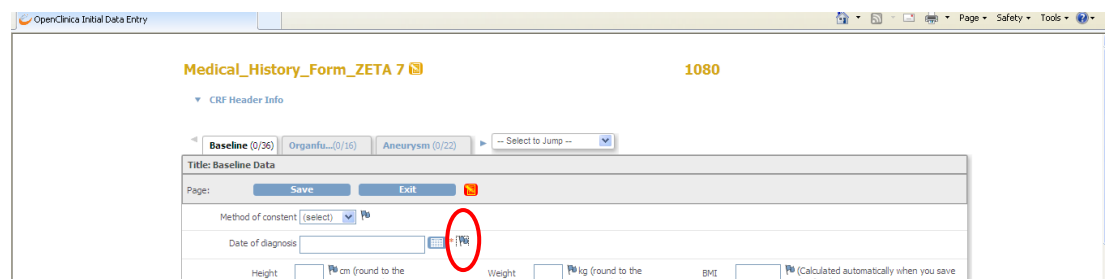 OpenClinica Initial Data Entry
Page Safety Tools
Medical_History_Form_ZETA 7 1080
CRF Header Info
Baseline (0/36) Organfu...(0/16) Aneurysm (0/22) -- Select to Jump --
Title: Baseline Data
Page: Save Exit
Method of constent (select)
Date of diagnosis *
Height cm (round to the Weight kg (round to the BMI (Calculated automatically when you save